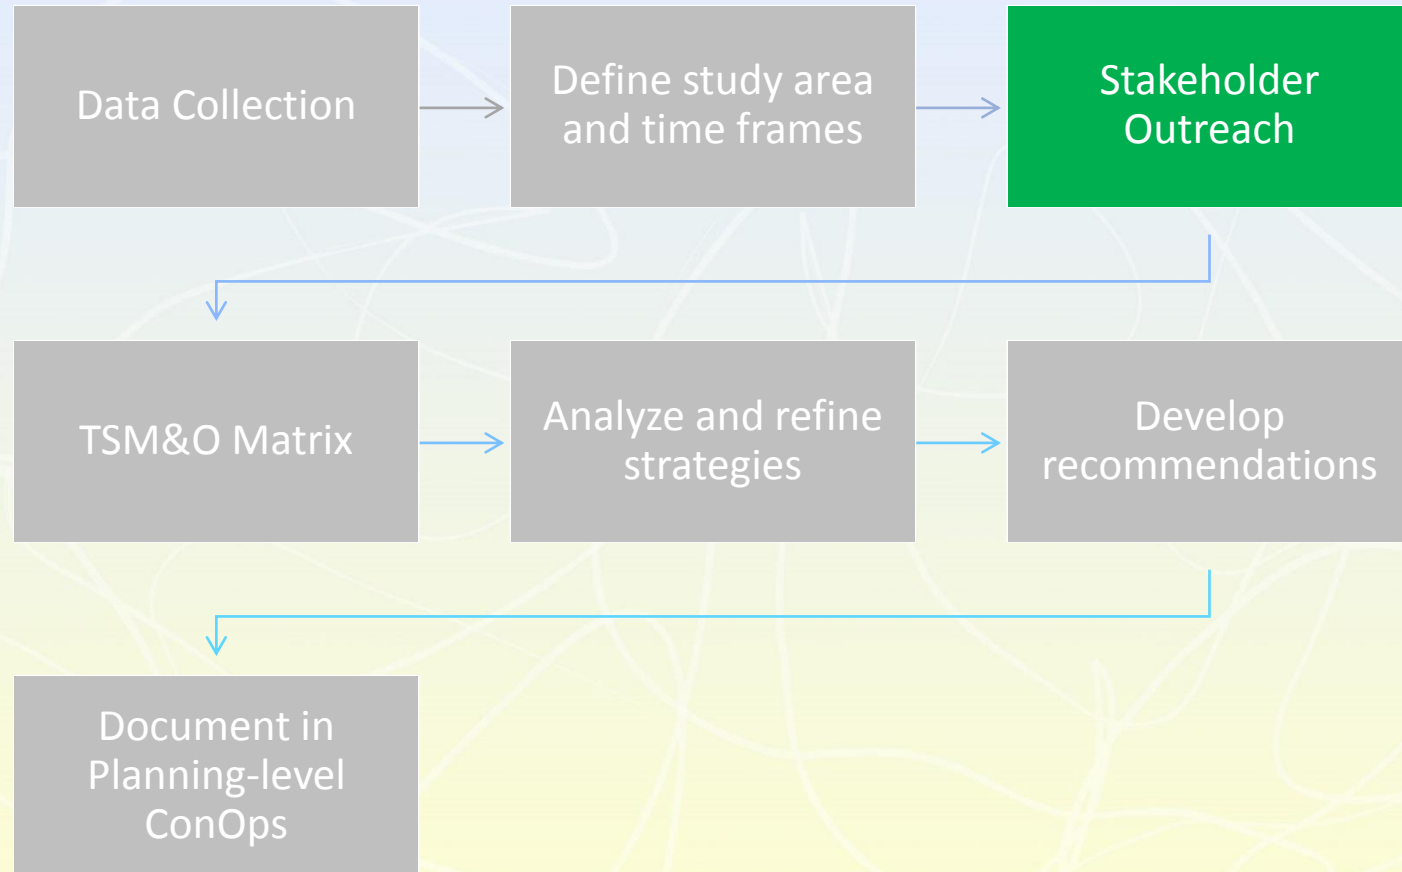 Data Collection
Define study area
and time frames
Stakeholder
Outreach
TSM&O Matrix
Analyze and refine
strategies
Develop
recommendations
Document in
Planning-level
ConOps